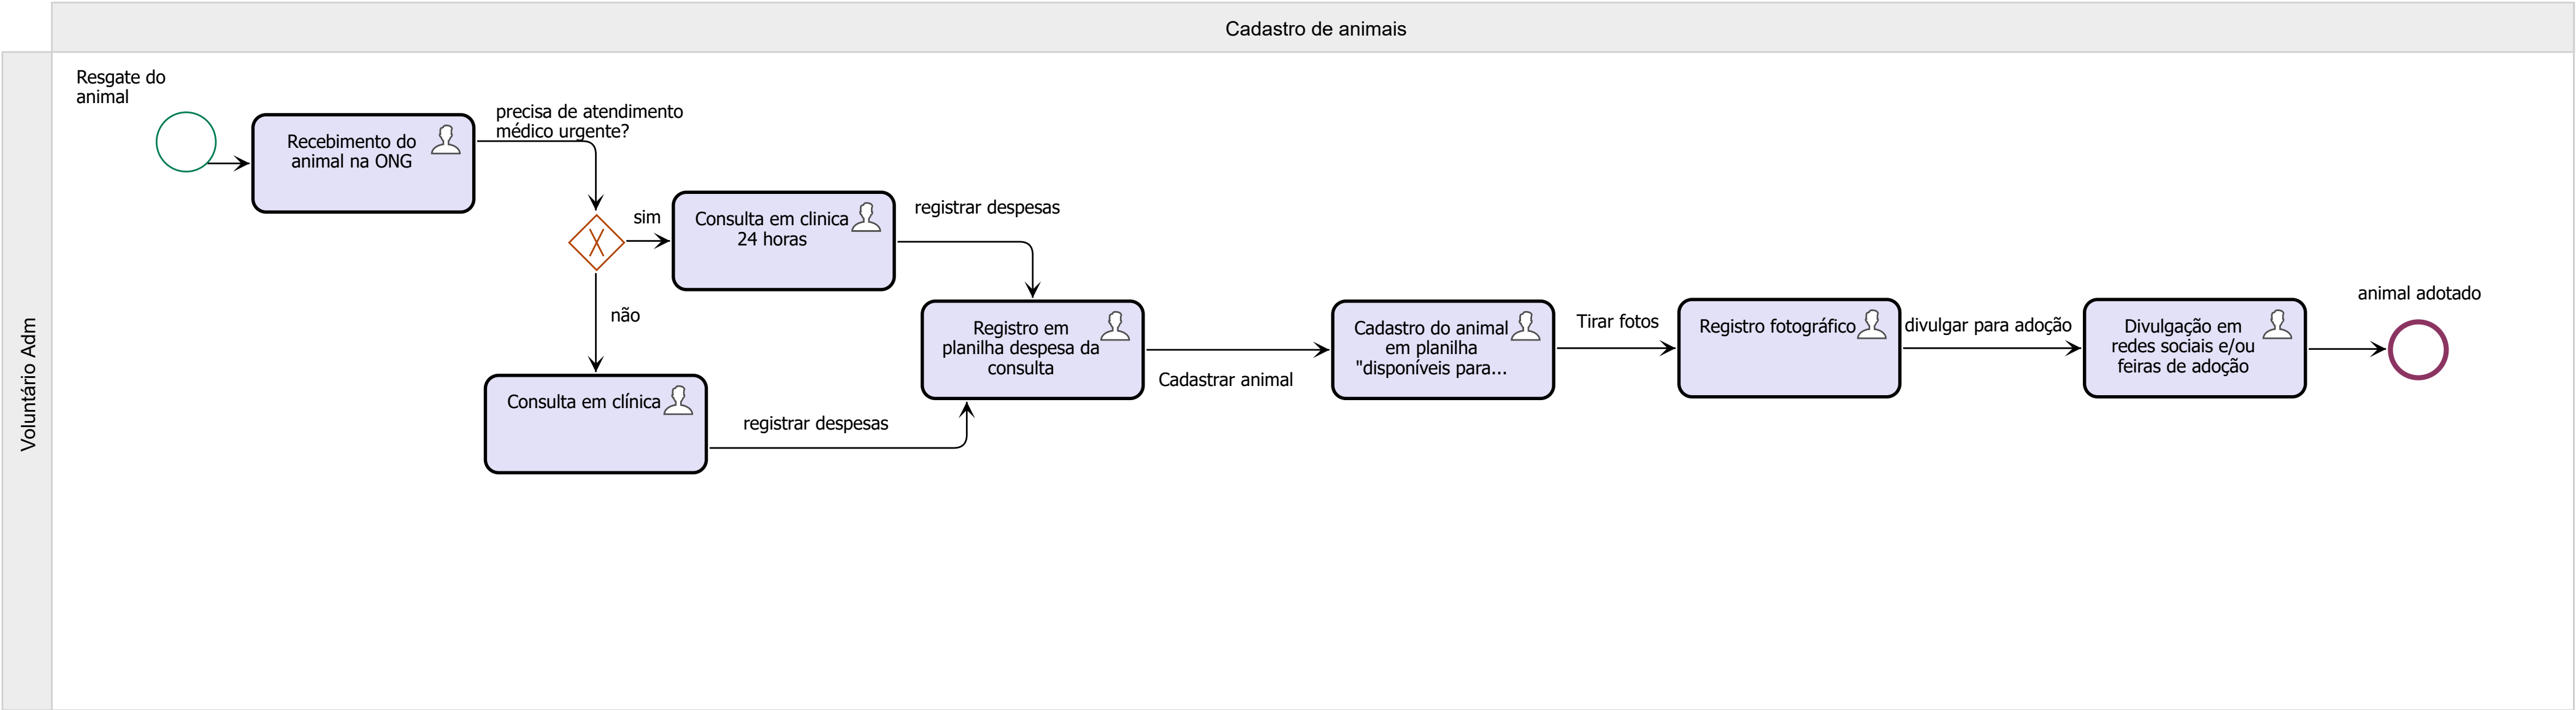 Cadastro de animais
Voluntário Adm
Resgate do
animal
Recebimento do
animal na ONG
precisa de atendimento
médico urgente?
sim
não
Consulta em clinica
24 horas
registrar despesas
Consulta em clínica
registrar despesas
Registro em
planilha despesa da
consulta
Cadastrar animal
Cadastro do animal
em planilha
"disponíveis para...
Tirar fotos
Registro fotográfico
divulgar para adoção
Divulgação em
redes sociais e/ou
feiras de adoção
animal adotado